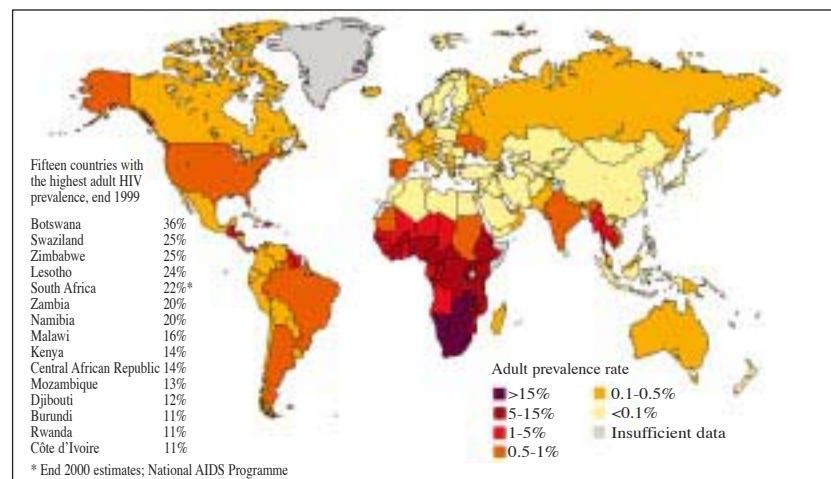 Fifteen countries with
the highest adult HIV
prevalence, end 1999
Botswana 36%
Swaziland 25%
Zimbabwe 25%
Lesotho 24%
South Africa 22%*
Zambia 20%
Namibia 20%
Malawi 16%
Kenya 14%
Central African Republic 14%
Mozambique 13%
Djibouti 12%
Burundi 11%
Rwanda 11%
Côte d'Ivoire 11%
* End 2000 estimates; National AIDS Programme
Adult prevalence rate
>15%
5-15%
1-5%
0.5-1%
0.1-0.5%
<0.1%
Insufficient data